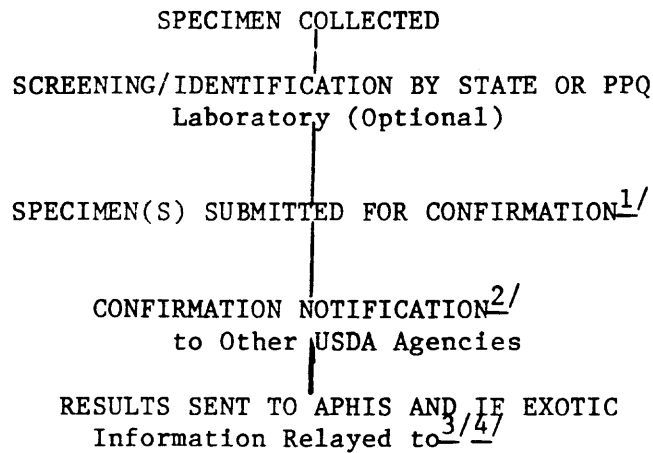 SPECIMEN COLLECTED
SCREENING/IDENTIFICATION BY STATE OR PPQ
Laboratory (Optional)
SPECIMEN(S) SUBMITTED FOR CONFIRMATION1/
CONFIRMATION NOTIFICATION2/
to Other USDA Agencies
RESULTS SENT TO APHIS AND IF EXOTIC
Information Relayed to3/4/